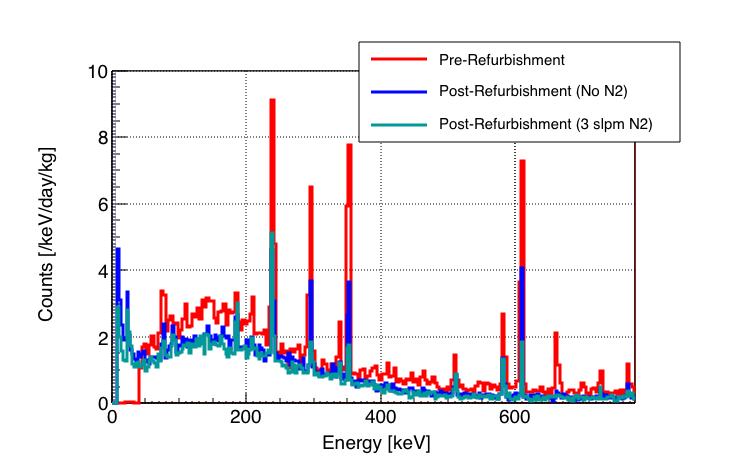 Pre-Refurbishment
Post-Refurbishment (No N2)
Post-Refurbishment (3 slpm N2)
10
8
6
4
2
0
Counts [/keV/day/kg]
0 200 400 600
Energy [keV]